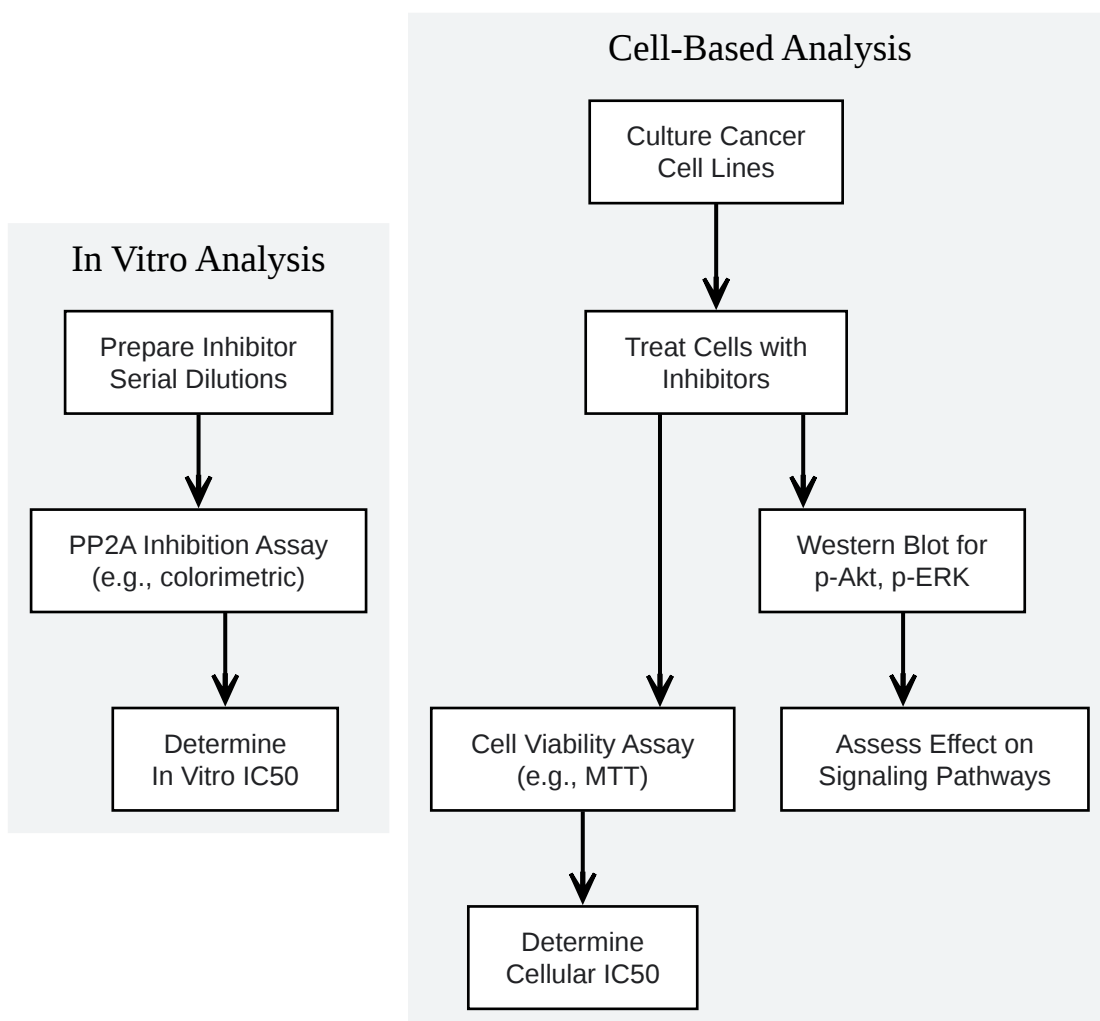 In Vitro Analysis
Prepare Inhibitor
Serial Dilutions
PP2A Inhibition Assay
(e.g., colorimetric)
Determine
In Vitro IC50
Cell-Based Analysis
Culture Cancer
Cell Lines
Treat Cells with
Inhibitors
Western Blot for
p-Akt, p-ERK
Cell Viability Assay
(e.g., MTT)
Assess Effect on
Signaling Pathways
Determine
Cellular IC50